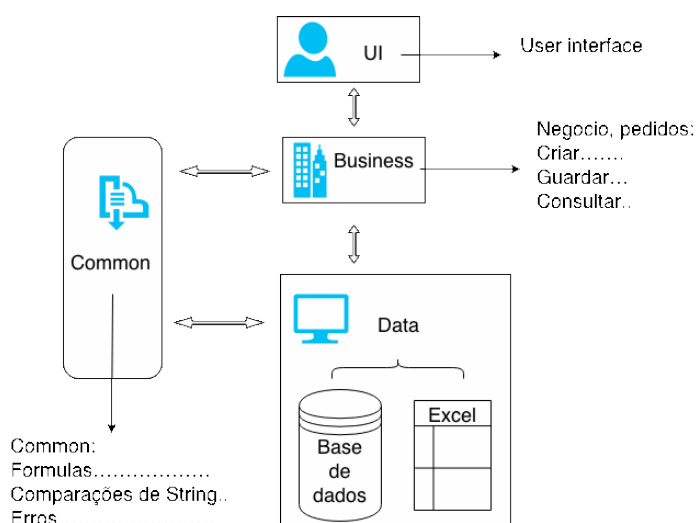 UI
User interface
Business
Negocio, pedidos:
Criar.......
Guardar...
Consultar..
Common
Data
Base
de
dados
Excel
Common:
Formulas..................
Comparações de String..
Erros